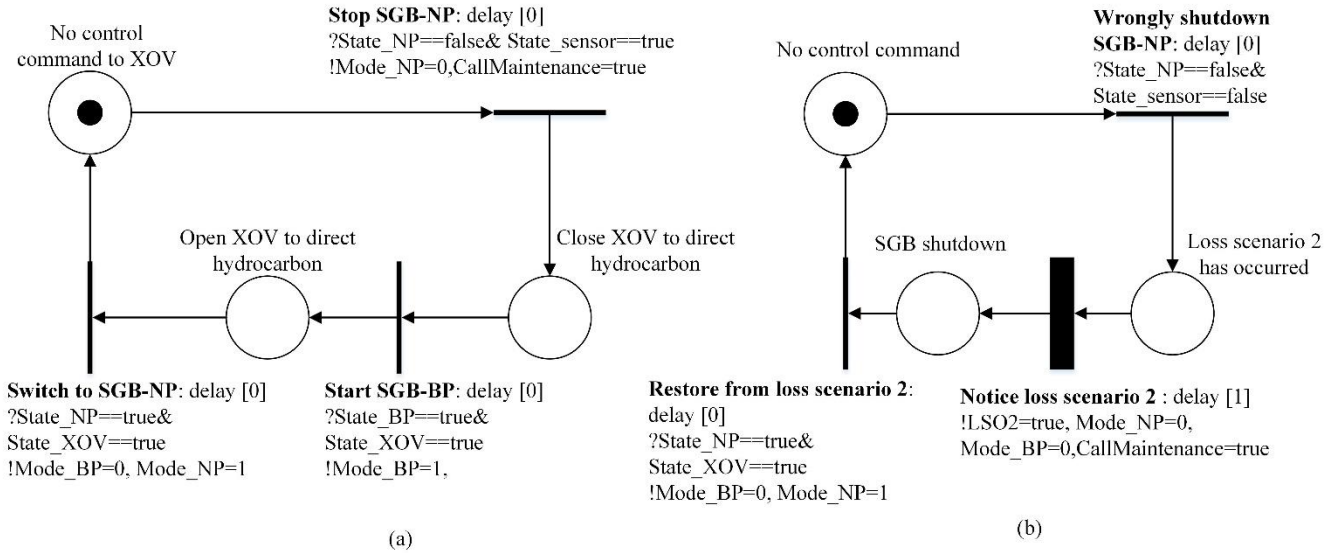 No control
command to XOV
Stop SGB-NP: delay [0]
?State_NP==false& State_sensor==true
!Mode_NP=0,CallMaintenance=true
Open XOV to direct
hydrocarbon
Close XOV to direct
hydrocarbon
Switch to SGB-NP: delay [0]
?State_NP==true&
State_XOV==true
!Mode_BP=0, Mode_NP=1
Start SGB-BP: delay [0]
?State_BP==true&
State_XOV==true
!Mode_BP=1,
(a)
No control command
Wrongly shutdown
SGB-NP: delay [0]
?State_NP==false&
State_sensor==false
SGB shutdown
Loss scenario 2
has occurred
Restore from loss scenario 2:
delay [0]
?State_NP==true&
State_XOV==true
!Mode_BP=0, Mode_NP=1
Notice loss scenario 2 : delay [1]
!LSO2=true, Mode_NP=0,
Mode_BP=0,CallMaintenance=true
(b)